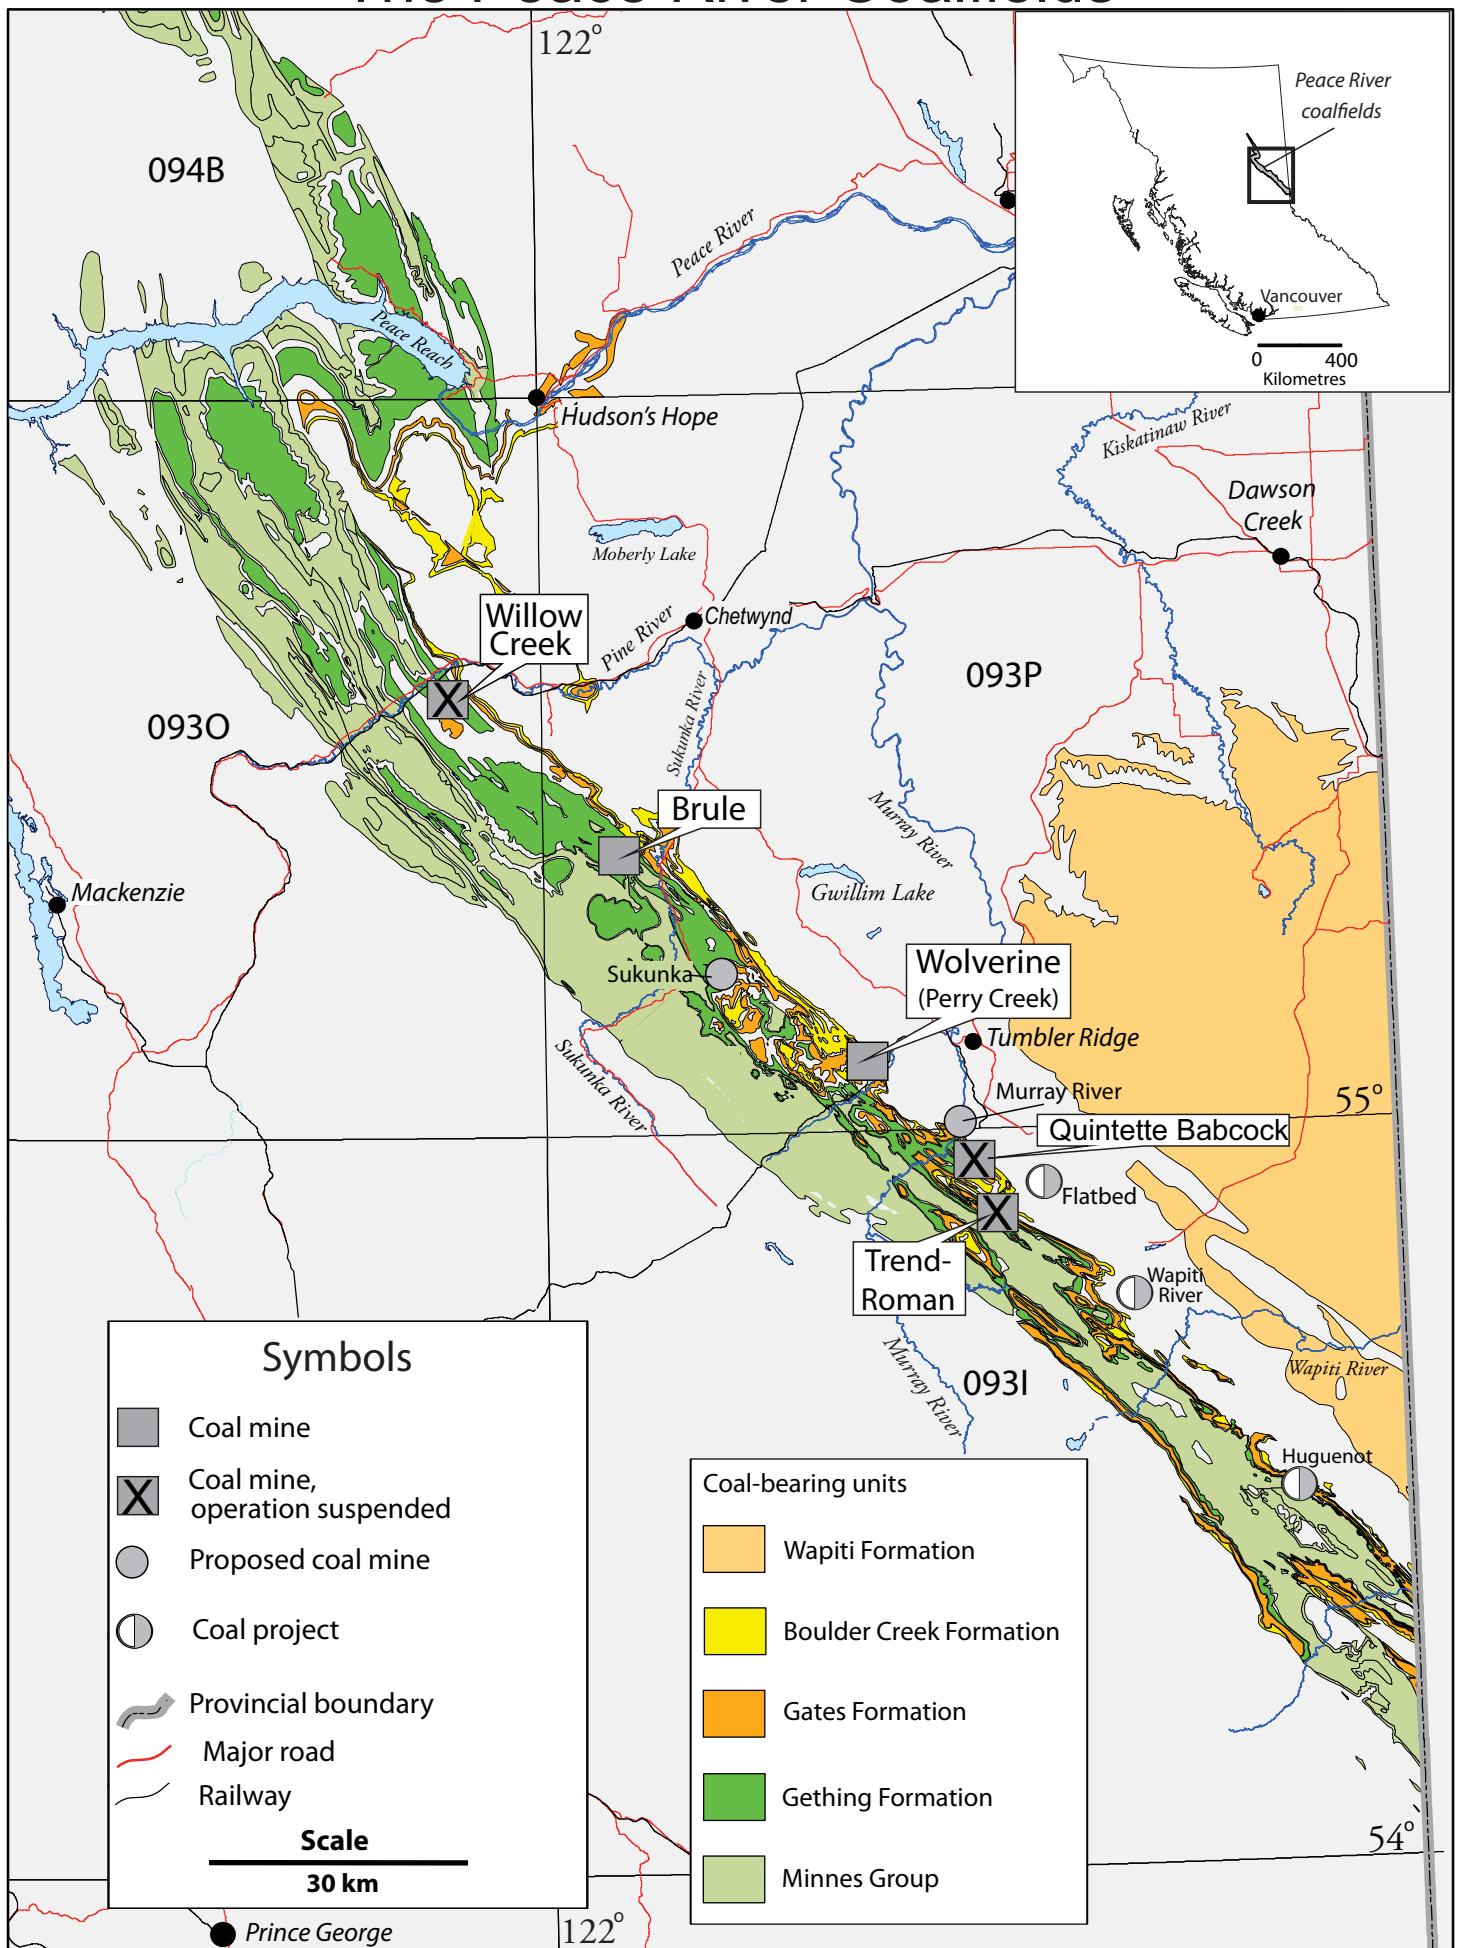 The Peace River Coalfields
122°
Peace River
coalfields
094B
Peace River
Vancouver
0 400
Kilometres
Peace Reach
Hudson's Hope
Kiskatinaw River
Dawson
Creek
Moberly Lake
Willow
Creek
Pine River
Chetwynd
093P
Sukunka River
093O
Brule
Murray River
Mackenzie
Gwillim Lake
Wolverine
(Perry Creek)
Sukunka
Tumbler Ridge
Sukunka River
Murray River
55°
Quintette Babcock
X
X
X
Flatbed
Trend-
Roman
Wapiti
River
Murray River
093I
Wapiti River
Huguenot
Symbols
Coal mine
X
Coal mine,
operation suspended
Proposed coal mine
Coal project
Provincial boundary
Major road
Railway
Scale
30 km
Coal-bearing units
Wapiti Formation
Boulder Creek Formation
Gates Formation
Gething Formation
Minnes Group
54°
Prince George
122°